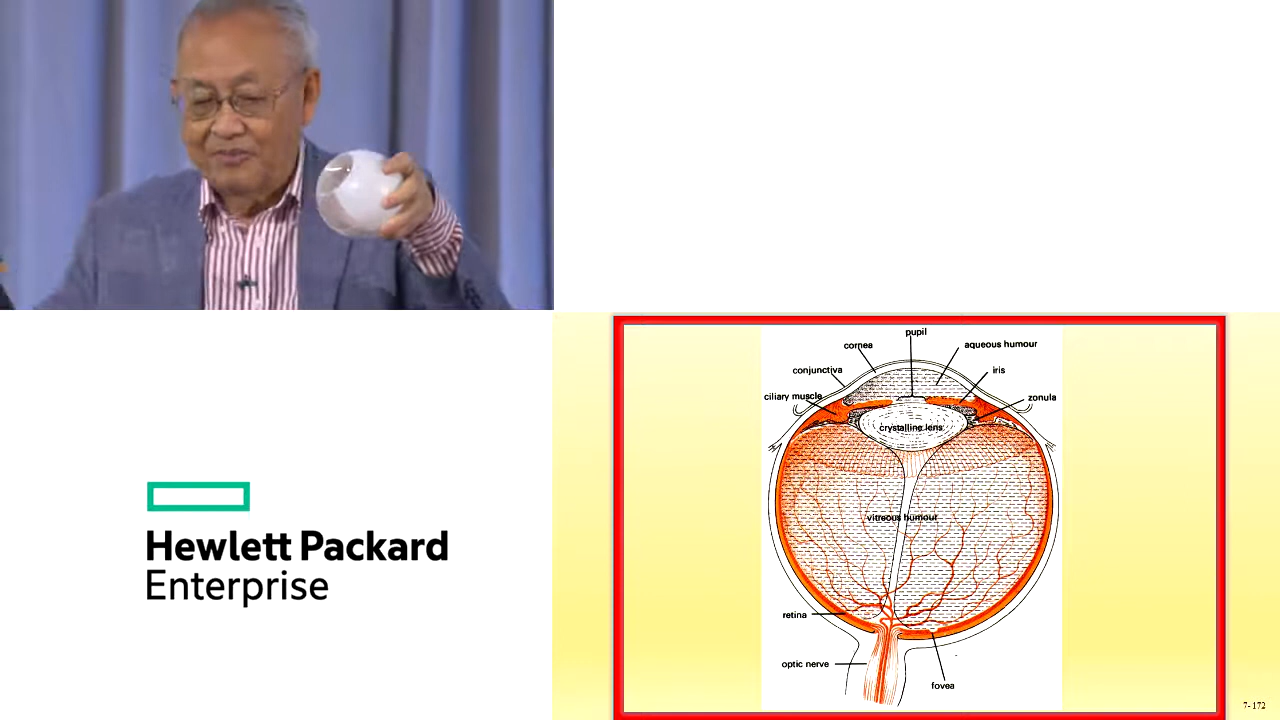 pupil
cornea
aqueous humour
conjunctiva
iris
ciliary muscle
zonula
crystalline lens
vitreous humour
Hewlett Packard
Enterprise
retina
optic nerve
fovea
7-172